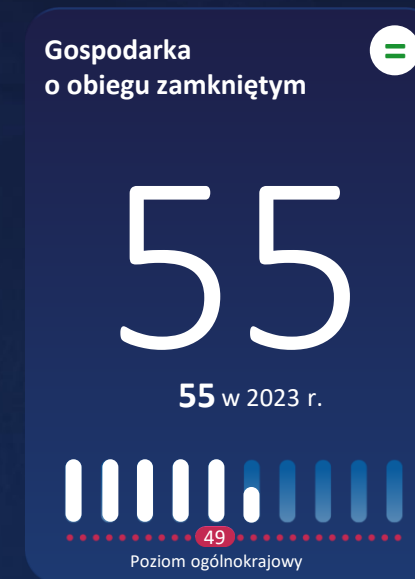 Gospodarka
o obiegu zamkniętym
=
55
55 w 2023 r.
49
Poziom ogólnokrajowy